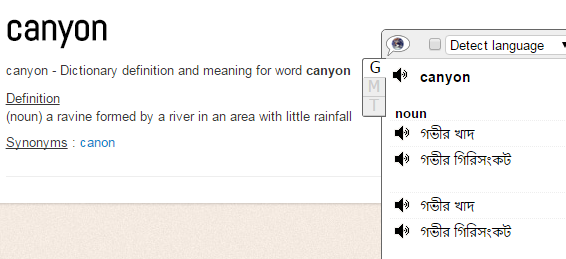 canyon
canyon - Dictionary definition and meaning for word canyon
Definition
(noun) a ravine formed by a river in an area with little rainfall
Synonyms : canon
Detect language
G
M
T
canyon
noun
গভীর খাদ
গভীর গিরিসংকট
গভীর খাদ
গভীর গিরিসংকট